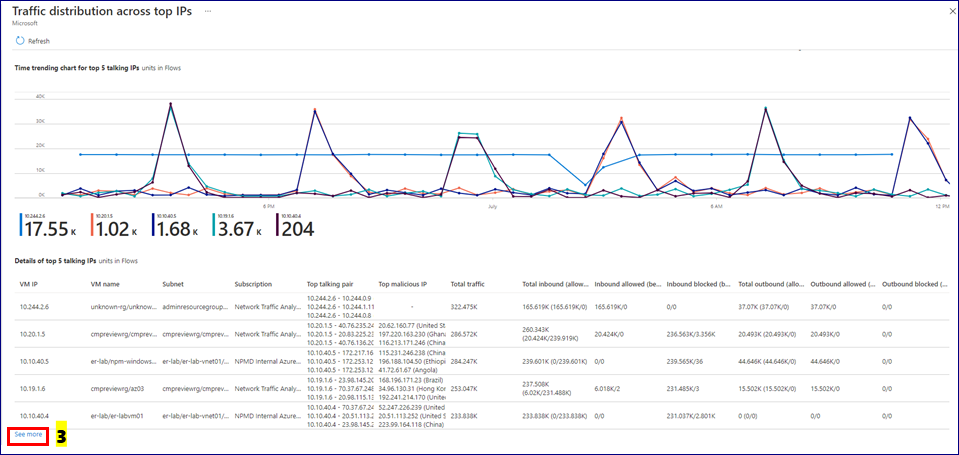 Traffic distribution across top IPs ...
Microsoft
Refresh
Time trending chart for top 5 talking IPs units in Flows
40K
30K
20K
10K
0K
6 PM July 6 AM 12 PM
10.244.2.6 10.20.1.5 10.10.40.5 10.19.1.6 10.10.40.4
17.55 K 1.02 K 1.68 K 3.67 K 204
Details of top 5 talking IPs units in Flows
VM IP VM name Subnet Subscription Top talking pair Top malicious IP Total traffic Total inbound (allow... Inbound allowed (be... Inbound blocked (b... Total outbound (allo... Outbound allowed (... Outbound blocked (...
10.244.2.6 - 10.244.0.9
10.244.2.6 unknown-rg/unknow... adminresourcegroup... Network Traffic Analy... 10.244.2.6 - 10.244.1.11 - 322.475K 165.619K (165.619K/0) 165.619K/0 0/0 37.07K (37.07K/0) 37.07K/0 0/0
10.244.2.6 - 10.244.0.8
10.20.1.5 - 40.76.235.24 20.62.160.77 (United St 260.343K
10.20.1.5 cmpreviewrg/cmprev... cmpreviewrg/cmprev... Network Traffic Analy... 10.20.1.5 - 20.83.225.23 197.220.163.230 (Ghana 286.572K (20.424K/239.919K) 20.424K/0 236.563K/3.356K 20.493K (20.493K/0) 20.493K/0 0/0
10.20.1.5 - 40.76.136.20 116.213.171.246 (China)
10.10.40.5 - 172.217.16 115.231.246.238 (China)
10.10.40.5 er-lab/npm-windows... er-lab/er-lab-vnet01/... NPMD Internal Azure... 10.10.40.5 - 172.253.12 196.188.104.50 (Ethiopi 284.247K 239.601K (0/239.601K) 0/0 239.565K/36 44.646K (44.646K/0) 44.646K/0 0/0
10.10.40.5 - 172.253.12 41.72.61.67 (Angola)
10.19.1.6 - 23.98.145.20 168.196.171.23 (Brazil) 237.508K
10.19.1.6 cmpreviewrg/az03 cmpreviewrg/cmprev... Network Traffic Analy... 10.19.1.6 - 70.37.67.248 34.96.130.31 (Hong Kon 253.047K (6.02K/231.488K) 6.018K/2 231.485K/3 15.502K (15.502K/0) 15.502K/0 0/0
10.19.1.6 - 20.98.115.13 192.241.214.170 (United
10.10.40.4 - 70.37.67.24 52.247.226.239 (United
10.10.40.4 er-lab/er-labvm01 er-lab/er-lab-vnet01/... NPMD Internal Azure... 10.10.40.4 - 20.51.113.2 20.51.113.252 (United S 233.838K 233.838K (0/233.838K) 0/0 231.037K/2.801K 0 (0/0) 0/0 0/0
10.10.40.4 - 23.98.145.2 223.99.164.118 (China)
See more 3